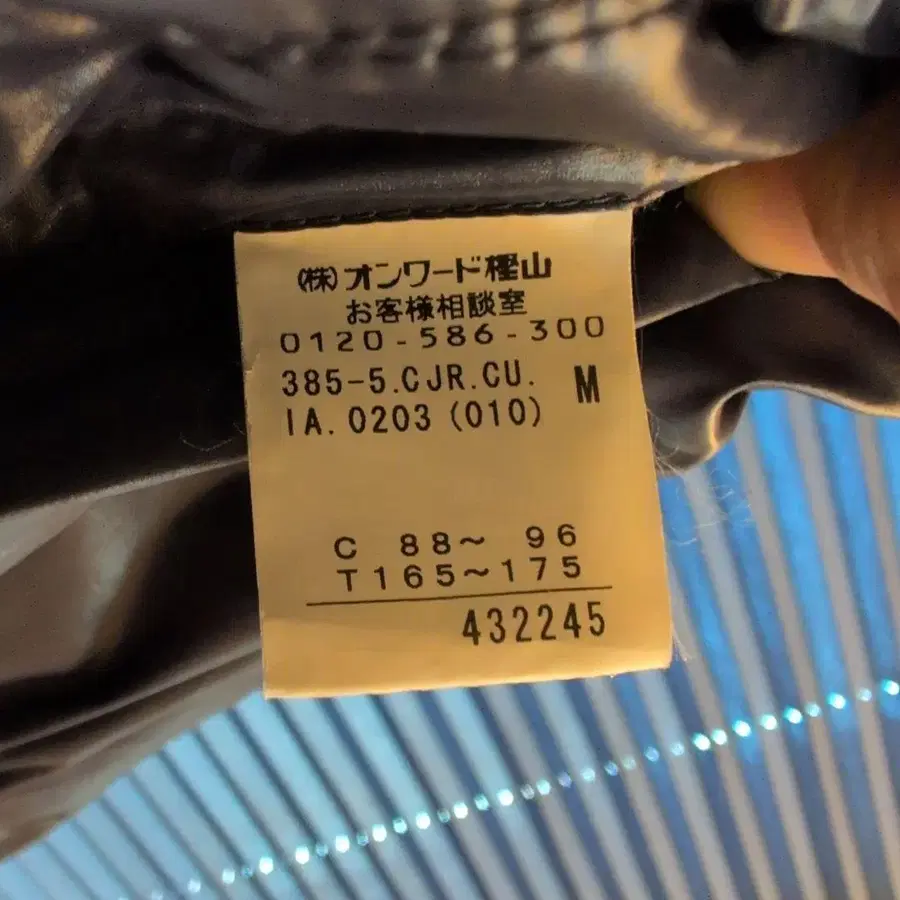 (株)オンワード樫山
お客様相談室
0120-586-300
385-5.CJR.CU. M
IA.0203(010)
C 88~ 96
T165~175
432245